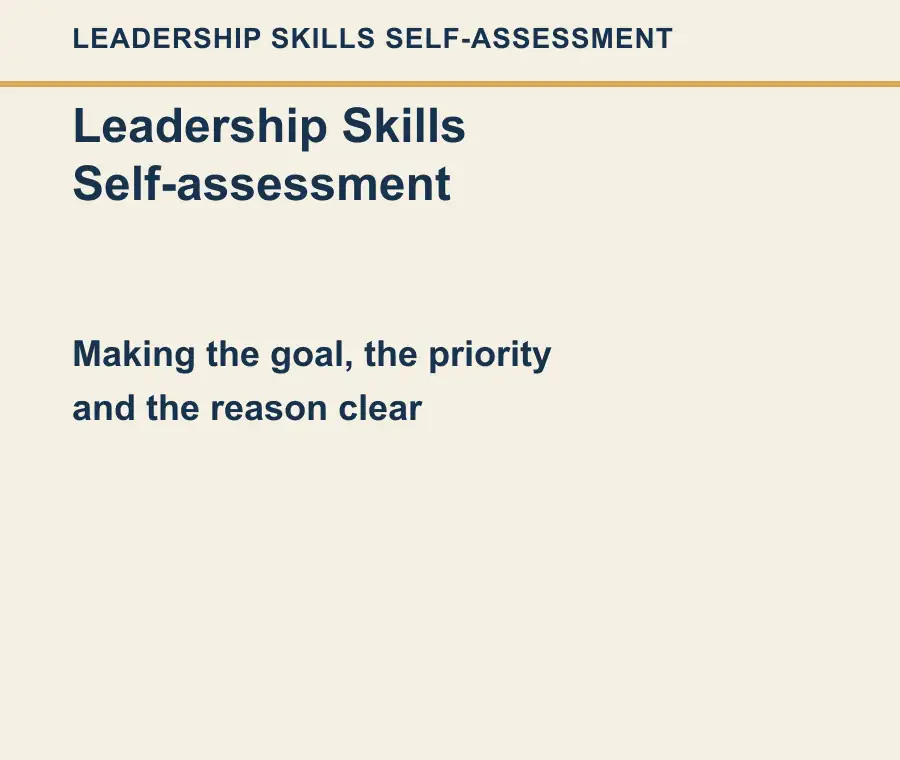 LEADERSHIP SKILLS SELF-ASSESSMENT
Leadership Skills
Self-assessment
Making the goal, the priority
and the reason clear